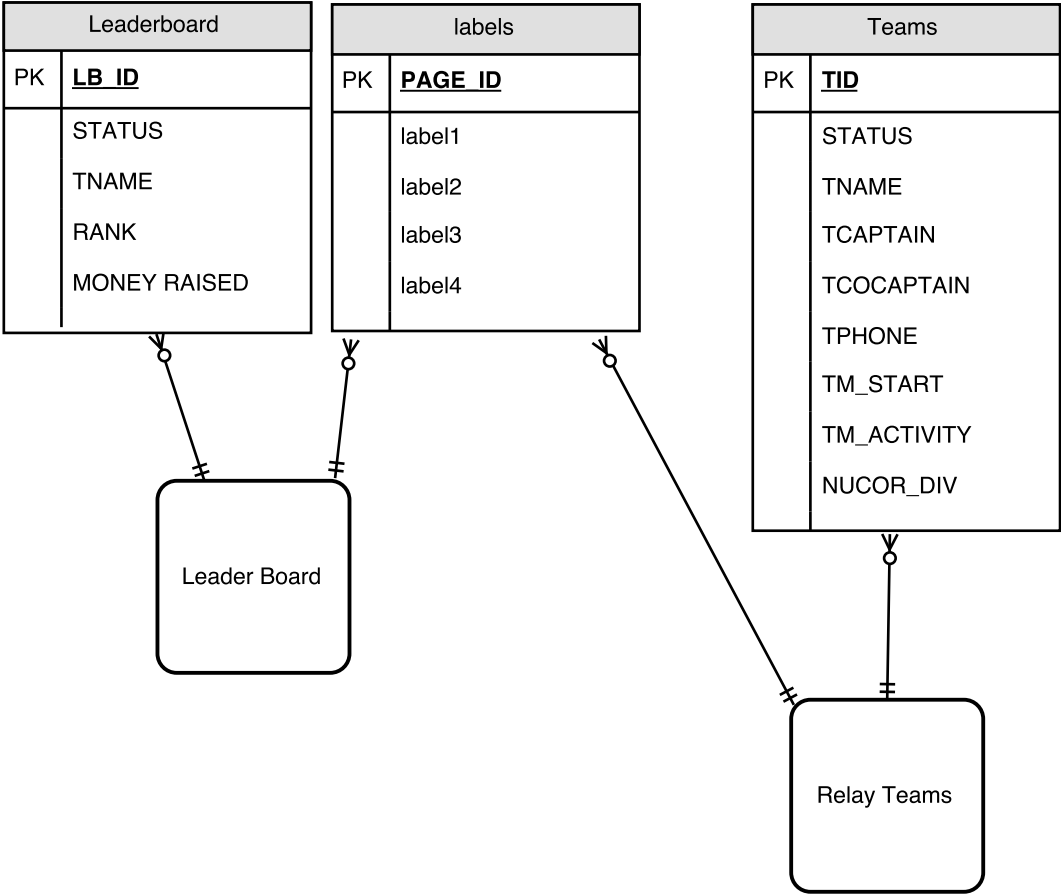 Leaderboard
PK LB_ID
STATUS
TNAME
RANK
MONEY RAISED
labels
PK PAGE_ID
label1
label2
label3
label4
Teams
PK TID
STATUS
TNAME
TCAPTAIN
TCOCAPTAIN
TPHONE
TM_START
TM_ACTIVITY
NUCOR_DIV
Leader Board
Relay Teams